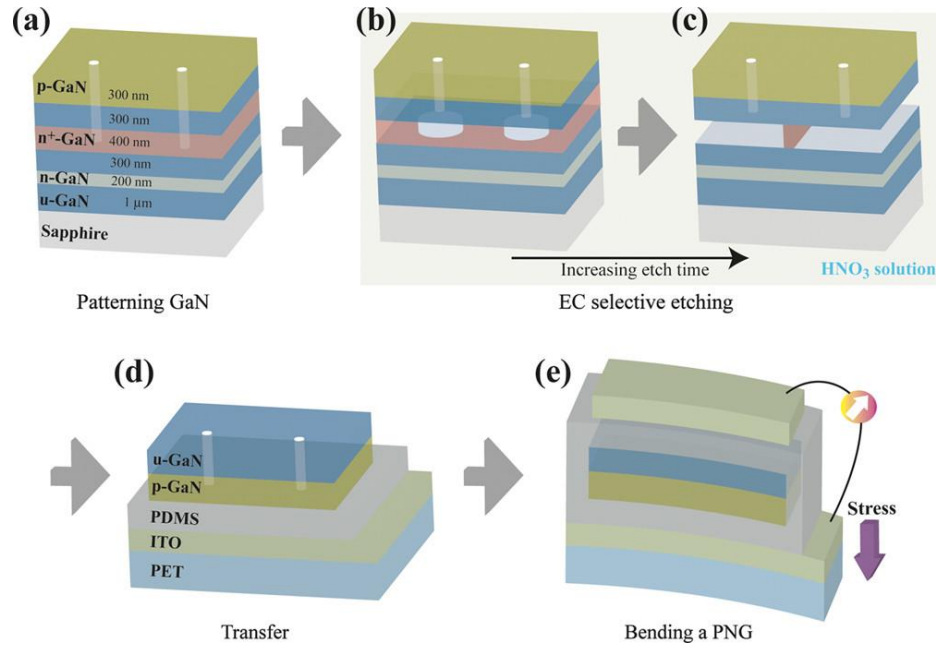 (a)
p-GaN
300 nm
300 nm
n⁺-GaN
400 nm
300 nm
n-GaN
200 nm
u-GaN
1 µm
Sapphire
Patterning GaN
(b)
(c)
Increasing etch time
HNO₃ solution
EC selective etching
(d)
u-GaN
p-GaN
PDMS
ITO
PET
Transfer
(e)
Stress
Bending a PNG